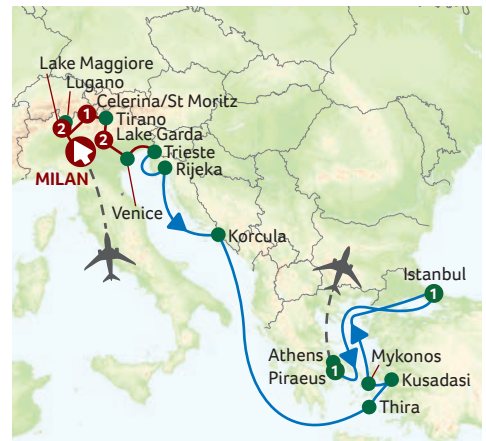 Lake Maggiore
Lugano
Celerina/St Moritz
1
2
Tirano
2
Lake Garda
Trieste
MILAN
Rijeka
Venice
Korcula
Istanbul
1
Athens
Piraeus
1
Mykonos
Kusadasi
Thira